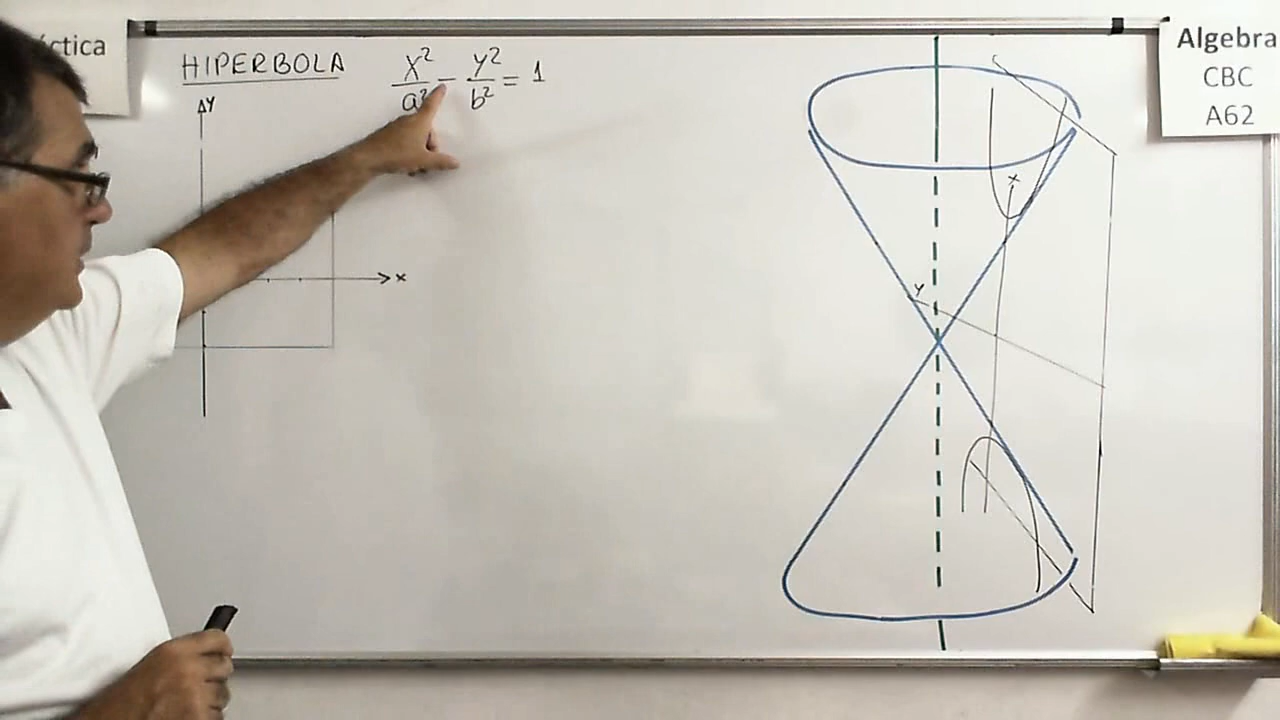 áctica
HIPERBOLA
X²/a² - Y²/b² = 1
Y
x
x
Y
Algebra
CBC
A62